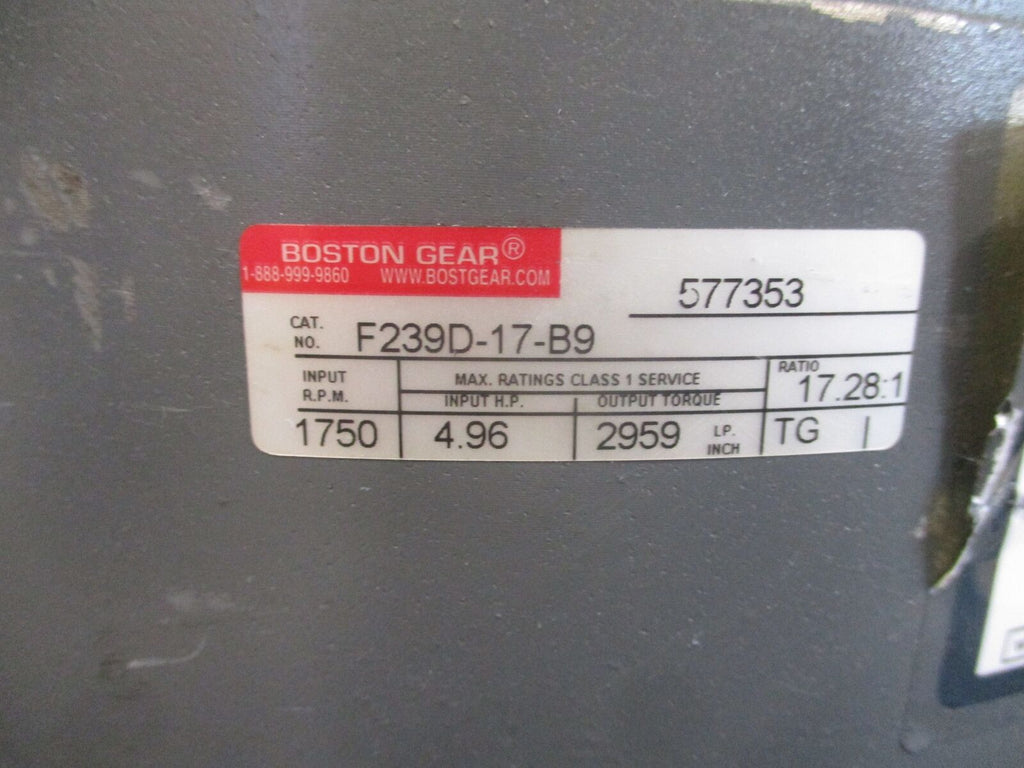 BOSTON GEAR®
1-888-999-9860 WWW.BOSTGEAR.COM
577353
CAT. NO. F239D-17-B9
INPUT R.P.M.
MAX. RATINGS CLASS 1 SERVICE
RATIO
17.28:1
INPUT H.P. OUTPUT TORQUE
1750 4.96 2959 LP. INCH TG |